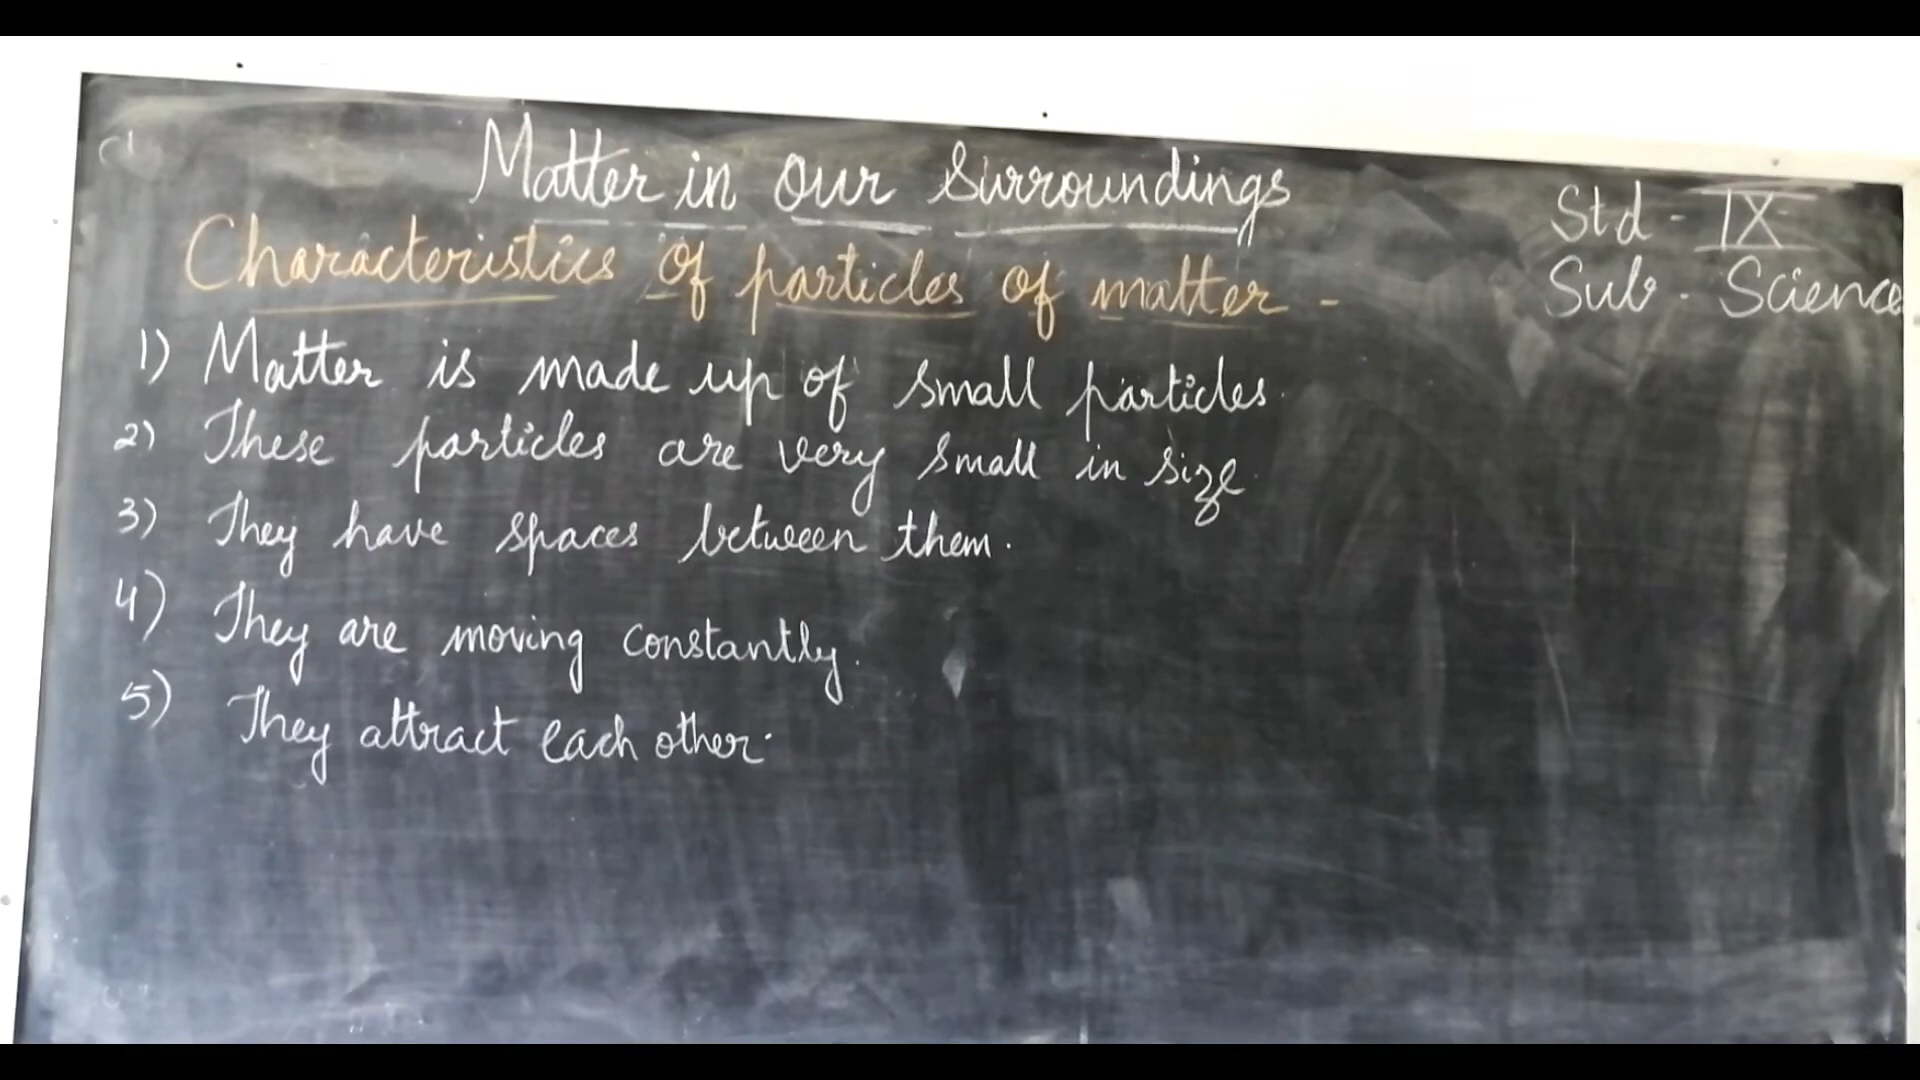 Matter in Our Surroundings
Std - IX
Characteristics of particles of matter -
Sub - Science
1) Matter is made up of small particles.
2) These particles are very small in size.
3) They have spaces between them.
4) They are moving constantly.
5) They attract each other.